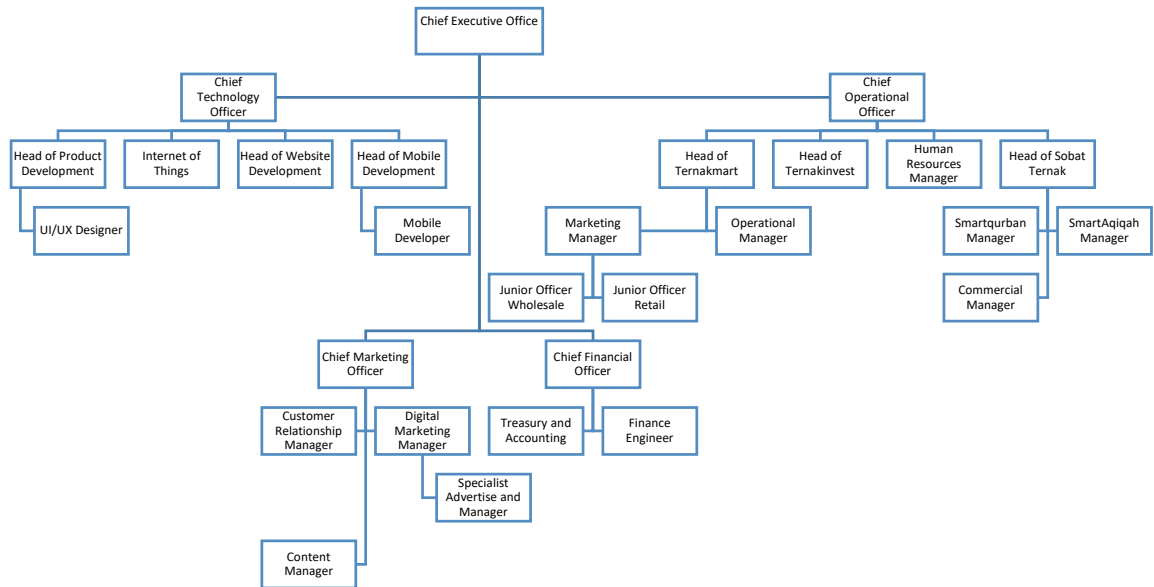 Chief Executive Office
Chief
Technology
Officer
Chief
Operational
Officer
Head of Product
Development
Internet of
Things
Head of Website
Development
Head of Mobile
Development
Head of
Ternakmart
Head of
Ternakinvest
Human
Resources
Manager
Head of Sobat
Ternak
UI/UX Designer
Mobile
Developer
Marketing
Manager
Operational
Manager
Smartqurban
Manager
SmartAqiqah
Manager
Junior Officer
Wholesale
Junior Officer
Retail
Commercial
Manager
Chief Marketing
Officer
Chief Financial
Officer
Customer
Relationship
Manager
Digital
Marketing
Manager
Treasury and
Accounting
Finance
Engineer
Specialist
Advertise and
Manager
Content
Manager